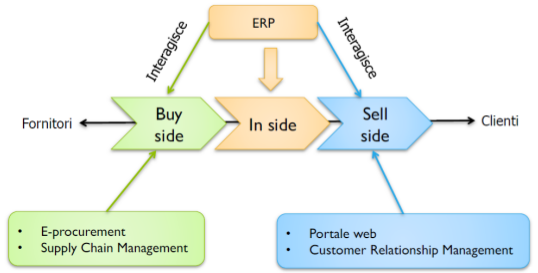 ERP
Interagisce
Interagisce
Fornitori
Buy
side
In side
Sell
side
Clienti
• E-procurement
• Supply Chain Management
• Portale web
• Customer Relationship Management